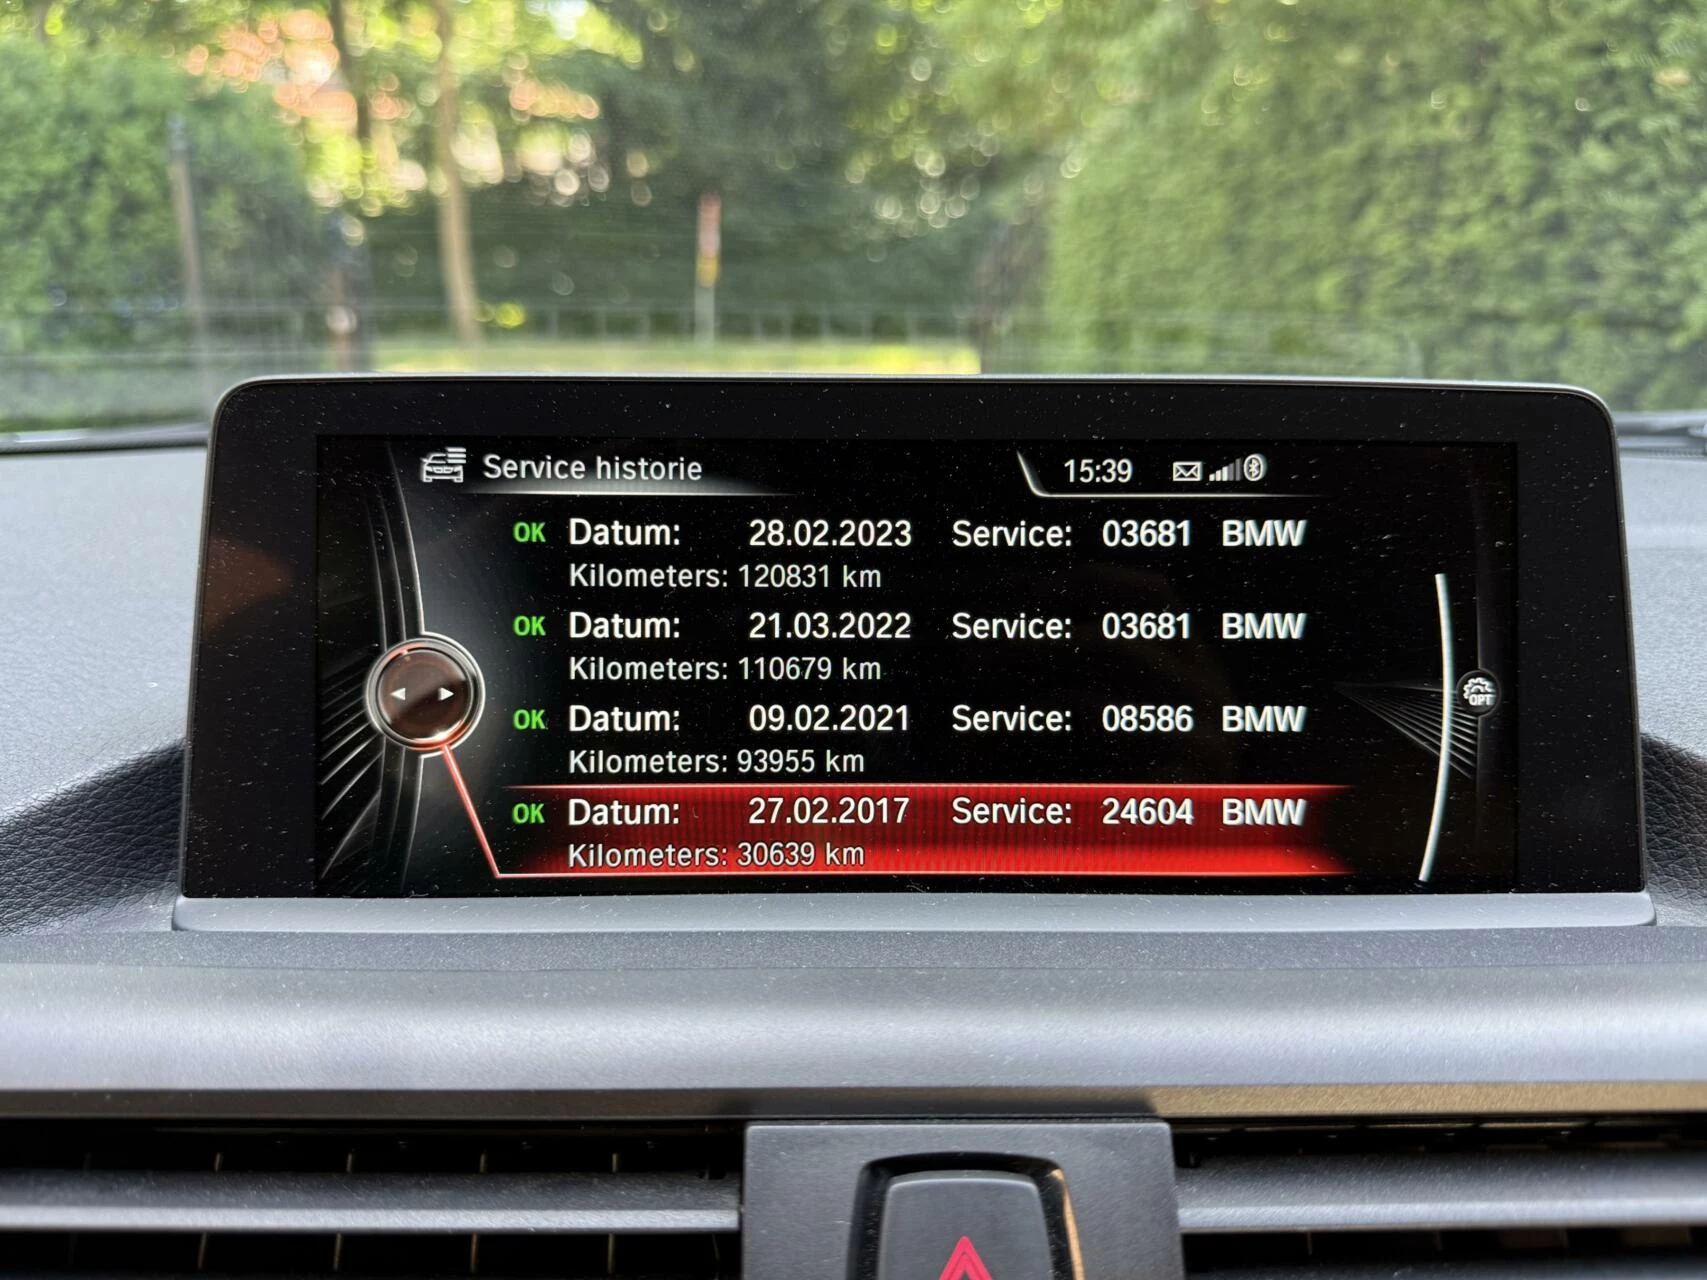 Service historie
15:39
OK Datum: 28.02.2023 Service: 03681 BMW
Kilometers: 120831 km
OK Datum: 21.03.2022 Service: 03681 BMW
Kilometers: 110679 km
OK Datum: 09.02.2021 Service: 08586 BMW
Kilometers: 93955 km
OPT
OK Datum: 27.02.2017 Service: 24604 BMW
Kilometers: 30639 km